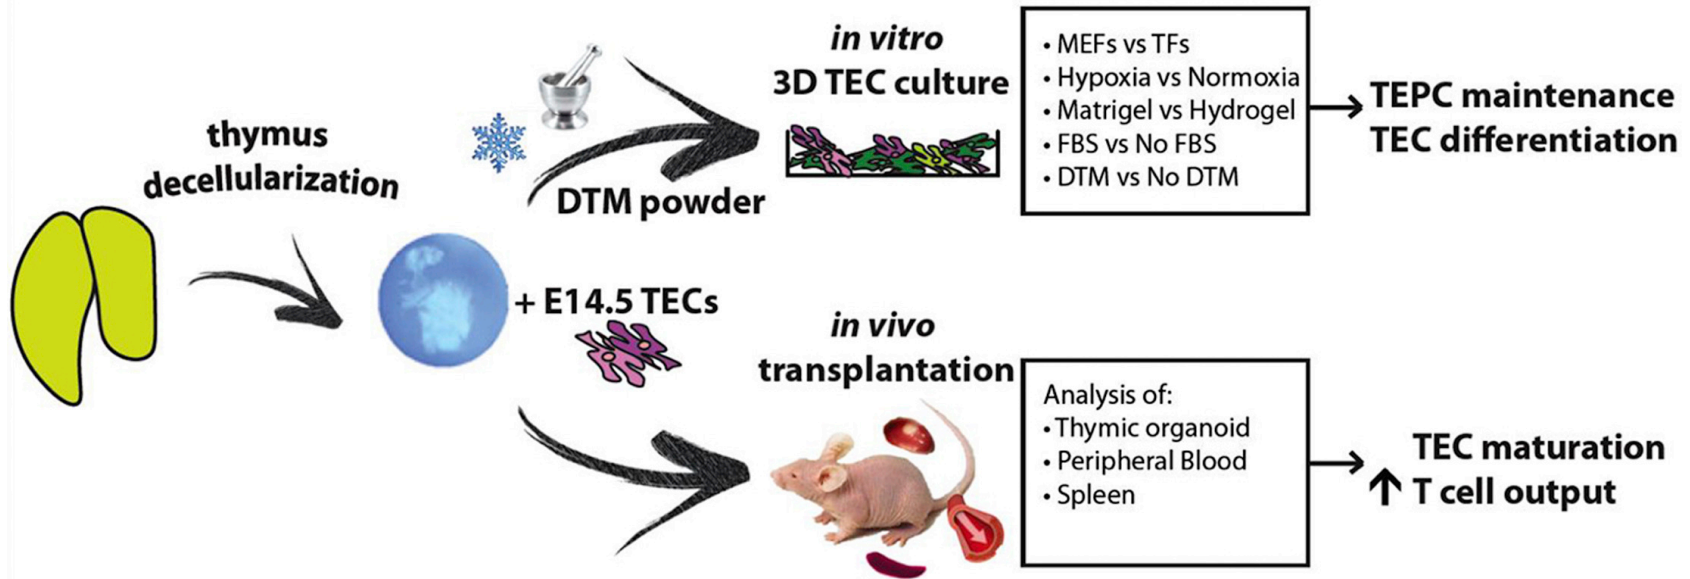 thymus
decellularization
DTM powder
in vitro
3D TEC culture
• MEFs vs TFs
• Hypoxia vs Normoxia
• Matrigel vs Hydrogel
• FBS vs No FBS
• DTM vs No DTM
TEPC maintenance
TEC differentiation
+ E14.5 TECs
in vivo
transplantation
Analysis of:
• Thymic organoid
• Peripheral Blood
• Spleen
TEC maturation
↑ T cell output